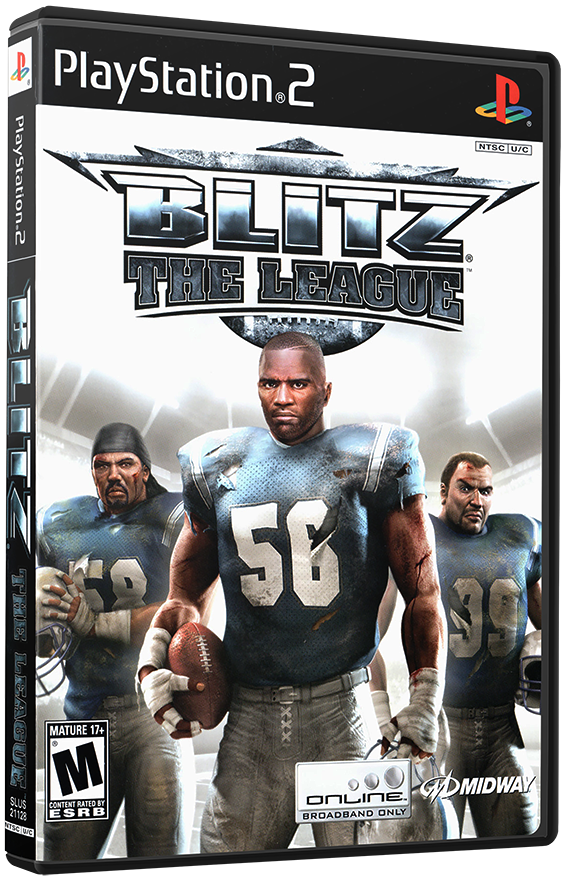 PlayStation®2
NTSC U/C
BLiTZ®
THE LEAGUE™
58
56
99
MATURE 17+
M
®
CONTENT RATED BY
ESRB
ONLINE
BROADBAND ONLY
MIDWAY
PlayStation®2
BLiTZ
THE LEAGUE
SLUS
21128
NTSC U/C